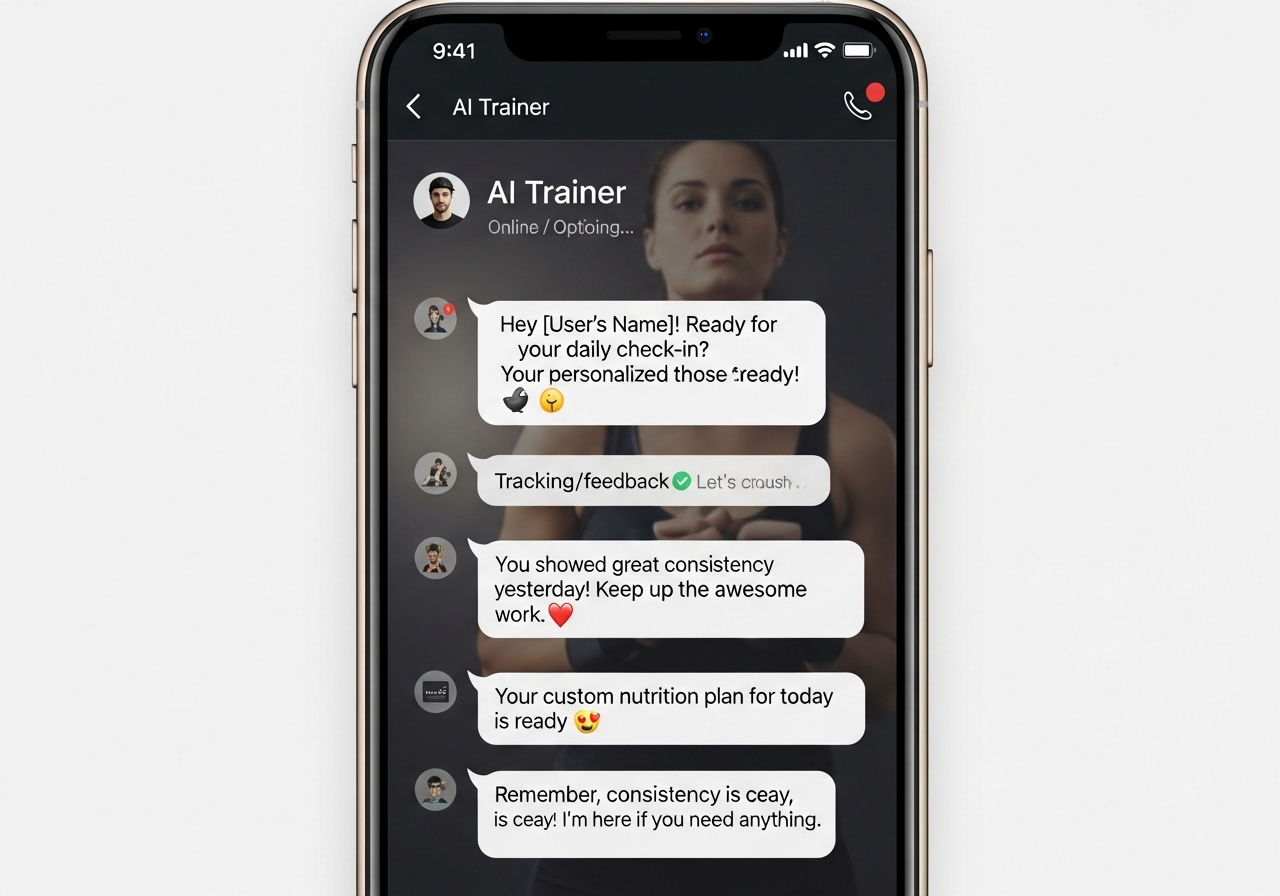 9:41
AI Trainer
AI Trainer
Online / Optoing...
Hey [User's Name]! Ready for
your daily check-in?
Your personalized those ready!
Tracking/feedback Let's croush...
You showed great consistency
yesterday! Keep up the awesome
work.
Your custom nutrition plan for today
is ready
Remember, consistency is ceay,
is ceay! I'm here if you need anything.